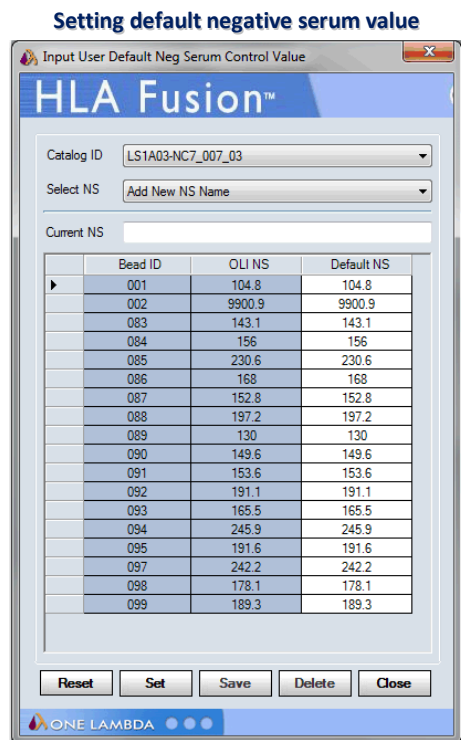 Setting default negative serum value
Input User Default Neg Serum Control Value
HLA Fusion™
Catalog ID LS1A03-NC7_007_03
Select NS Add New NS Name
Current NS
Bead ID OLI NS Default NS
001 104.8 104.8
002 9900.9 9900.9
083 143.1 143.1
084 156 156
085 230.6 230.6
086 168 168
087 152.8 152.8
088 197.2 197.2
089 130 130
090 149.6 149.6
091 153.6 153.6
092 191.1 191.1
093 165.5 165.5
094 245.9 245.9
095 191.6 191.6
097 242.2 242.2
098 178.1 178.1
099 189.3 189.3
Reset Set Save Delete Close
ONE LAMBDA